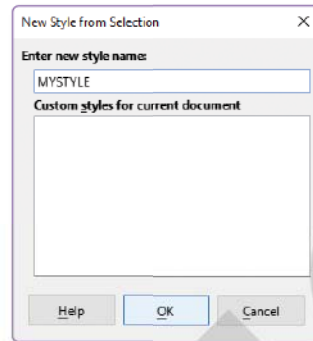 New Style from Selection
Enter new style name:
MYSTYLE
Custom styles for current document
Help OK Cancel